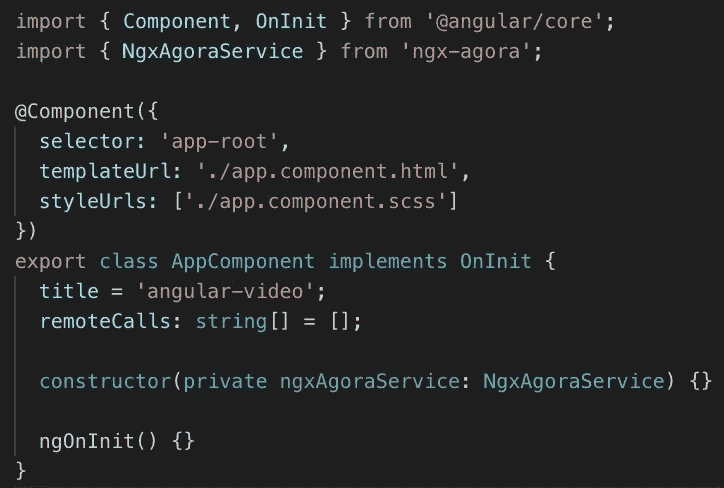 import { Component, OnInit } from '@angular/core';
import { NgxAgoraService } from 'ngx-agora';

@Component({
  selector: 'app-root',
  templateUrl: './app.component.html',
  styleUrls: ['./app.component.scss']
})
export class AppComponent implements OnInit {
  title = 'angular-video';
  remoteCalls: string[] = [];

  constructor(private ngxAgoraService: NgxAgoraService) {}

  ngOnInit() {}
}